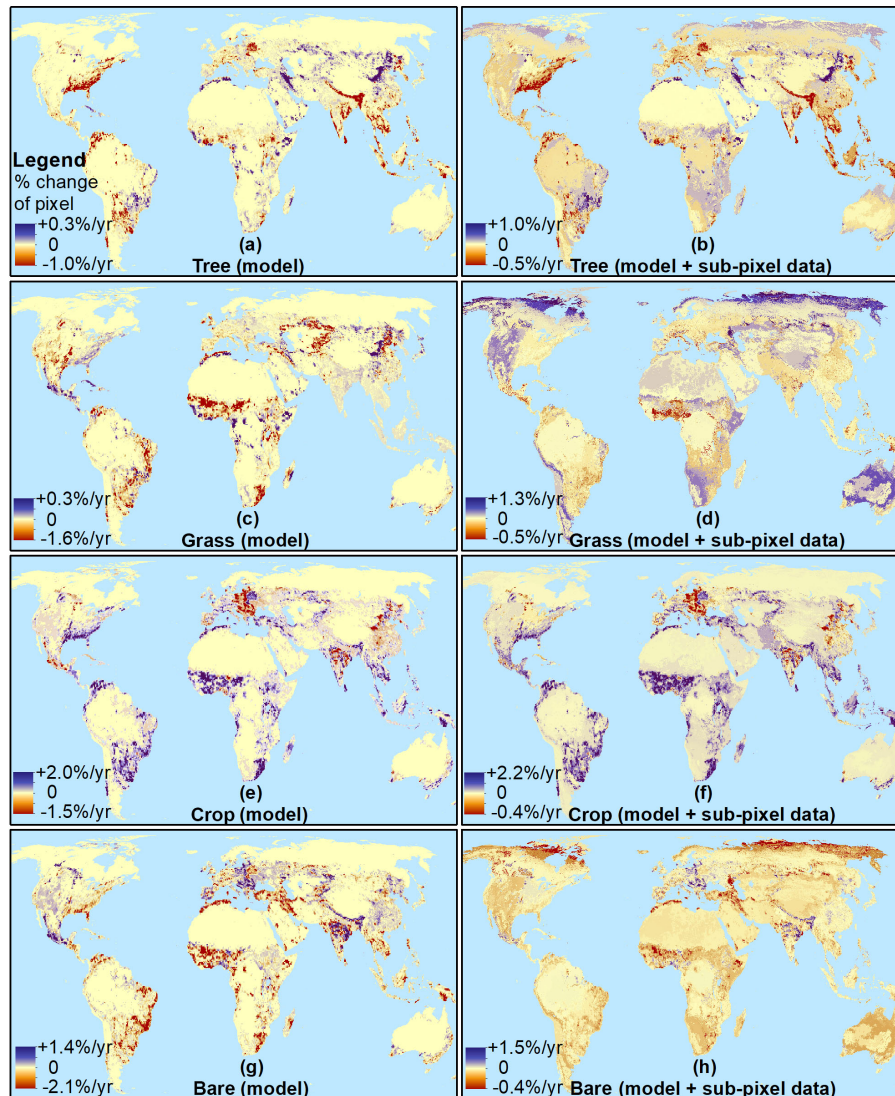 Legend
% change
of pixel
+0.3%/yr
0
-1.0%/yr
(a)
Tree (model)
+1.0%/yr
0
-0.5%/yr
(b)
Tree (model + sub-pixel data)
+0.3%/yr
0
-1.6%/yr
(c)
Grass (model)
+1.3%/yr
0
-0.5%/yr
(d)
Grass (model + sub-pixel data)
+2.0%/yr
0
-1.5%/yr
(e)
Crop (model)
+2.2%/yr
0
-0.4%/yr
(f)
Crop (model + sub-pixel data)
+1.4%/yr
0
-2.1%/yr
(g)
Bare (model)
+1.5%/yr
0
-0.4%/yr
(h)
Bare (model + sub-pixel data)